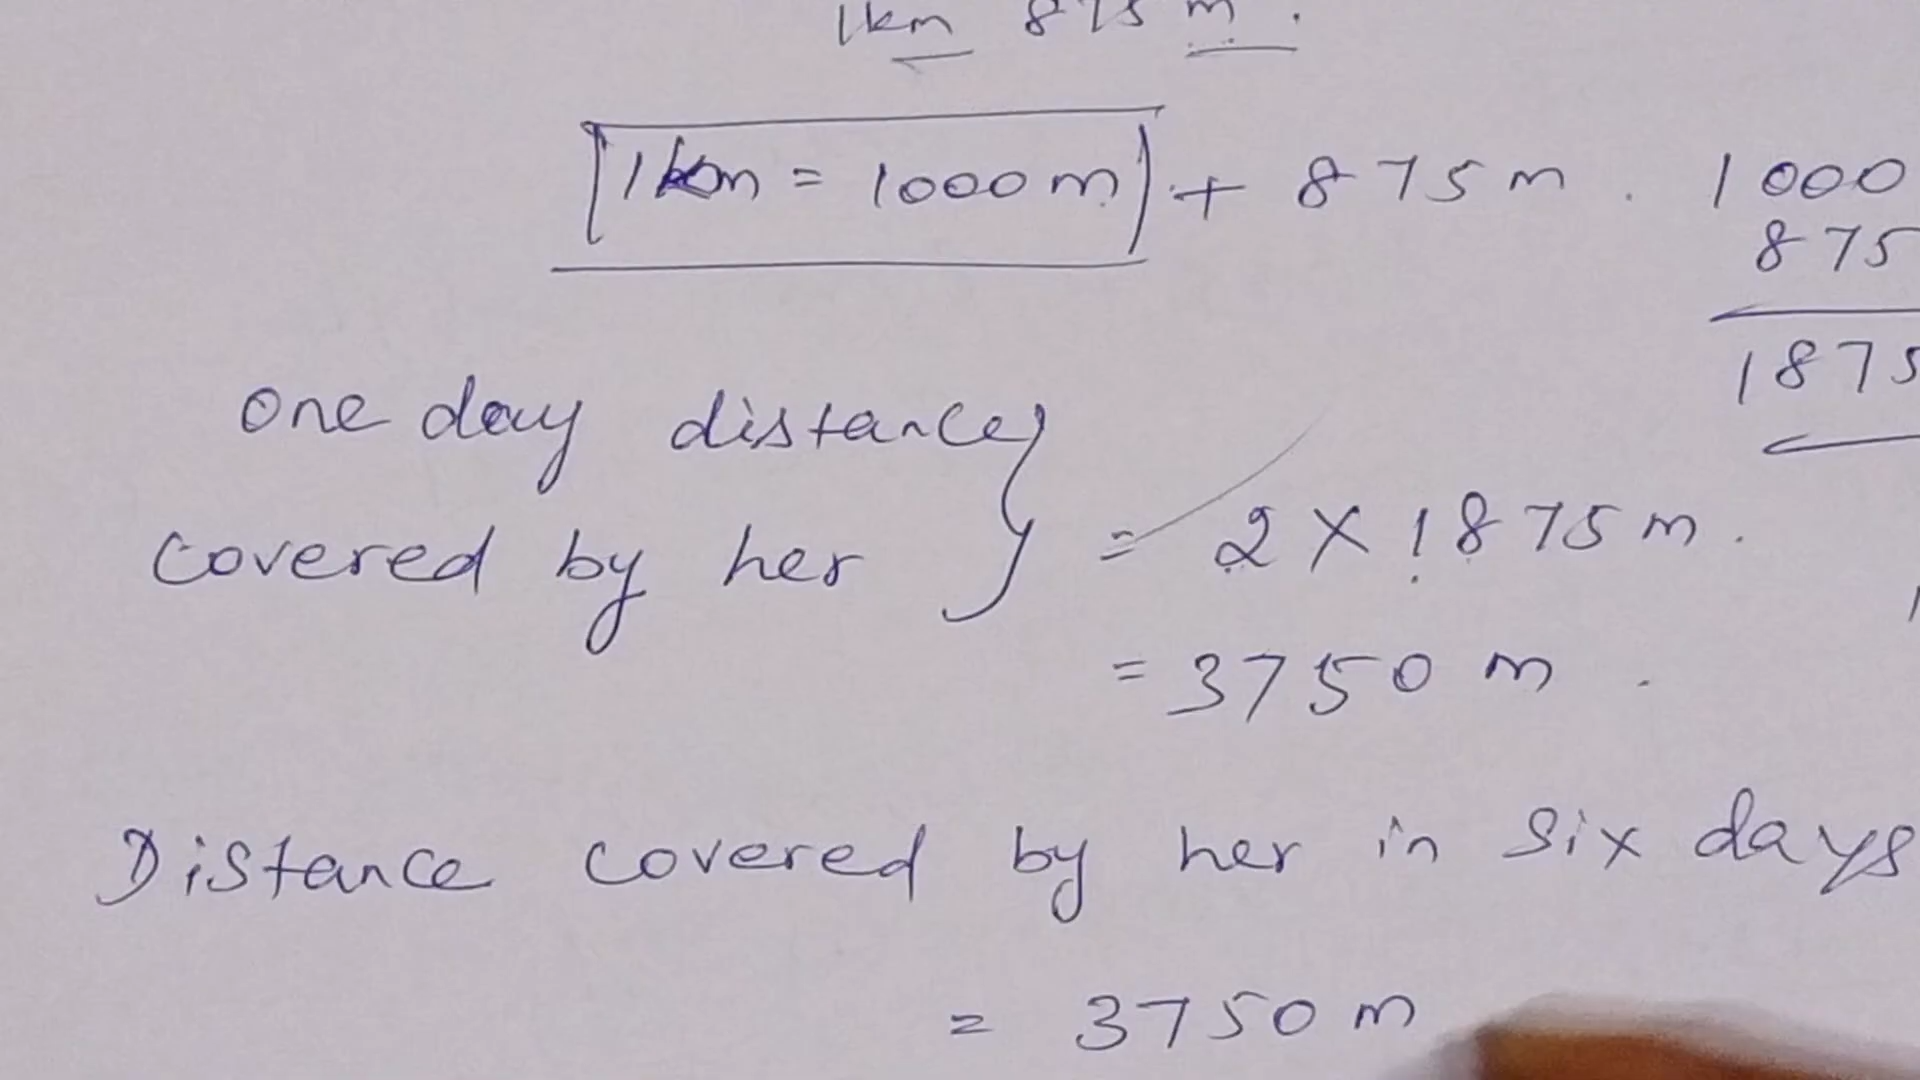 1km 875 m.
1km = 1000 m + 875 m. 1000
875
1875
One day distance
covered by her = 2 × 1875 m.
= 3750 m.
Distance covered by her in six days
= 3750 m